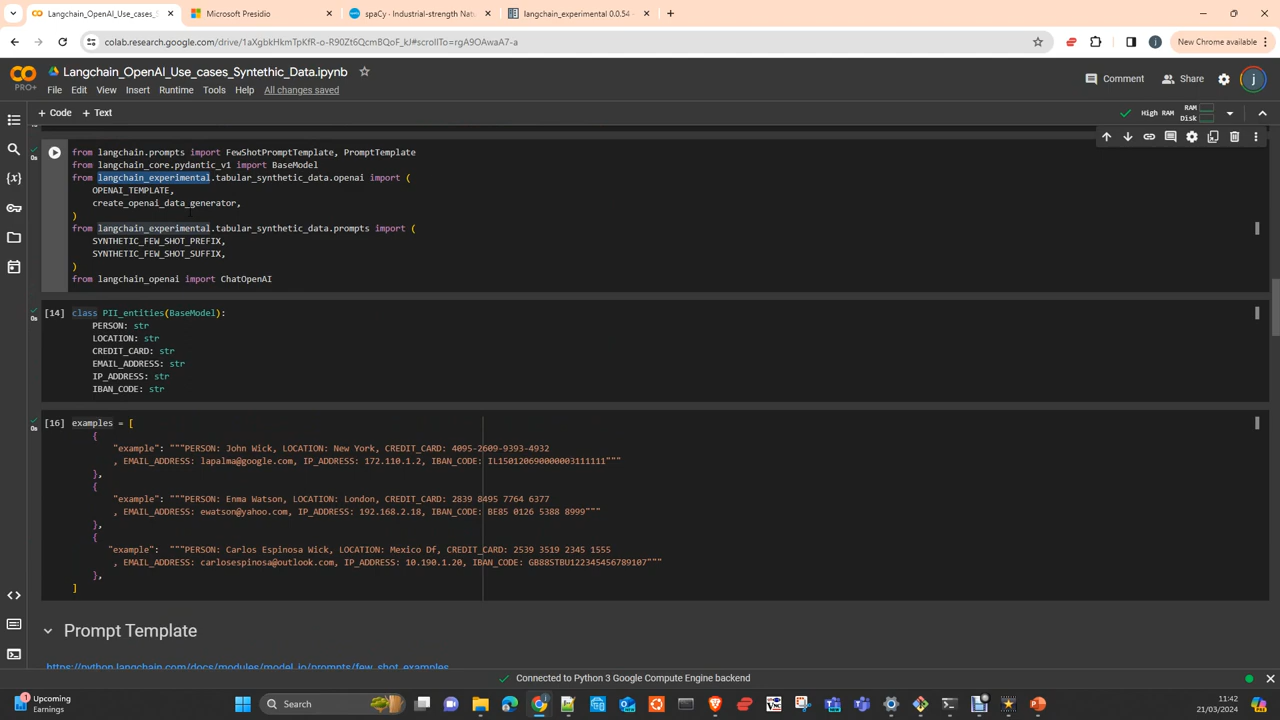 Langchain_OpenAI_Use_cases_S
Microsoft Presidio
spaCy · Industrial-strength Nat
langchain_experimental 0.0.54 -
colab.research.google.com/drive/1aXgbkHkmTpKfR-o-R90Zt6QcmBQoF_kJ#scrollTo=rgA9OAwaA7-a
New Chrome available
Langchain_OpenAI_Use_cases_Syntethic_Data.ipynb
PRO+
File Edit View Insert Runtime Tools Help All changes saved
Comment
Share
j
+ Code + Text
High RAM
RAM
Disk
from langchain.prompts import FewShotPromptTemplate, PromptTemplate
from langchain_core.pydantic_v1 import BaseModel
from langchain_experimental.tabular_synthetic_data.openai import (
OPENAI_TEMPLATE,
create_openai_data_generator,
)
from langchain_experimental.tabular_synthetic_data.prompts import (
SYNTHETIC_FEW_SHOT_PREFIX,
SYNTHETIC_FEW_SHOT_SUFFIX,
)
from langchain_openai import ChatOpenAI
[14] class PII_entities(BaseModel):
PERSON: str
LOCATION: str
CREDIT_CARD: str
EMAIL_ADDRESS: str
IP_ADDRESS: str
IBAN_CODE: str
[16] examples = [
{
"example": """PERSON: John Wick, LOCATION: New York, CREDIT_CARD: 4095-2609-9393-4932
, EMAIL_ADDRESS: lapalma@google.com, IP_ADDRESS: 172.110.1.2, IBAN_CODE: IL150120690000003111111"""
},
{
"example": """PERSON: Enma Watson, LOCATION: London, CREDIT_CARD: 2839 8495 7764 6377
, EMAIL_ADDRESS: ewatson@yahoo.com, IP_ADDRESS: 192.168.2.18, IBAN_CODE: BE85 0126 5388 8999"""
},
{
"example": """PERSON: Carlos Espinosa Wick, LOCATION: Mexico Df, CREDIT_CARD: 2539 3519 2345 1555
, EMAIL_ADDRESS: carlosespinosa@outlook.com, IP_ADDRESS: 10.190.1.20, IBAN_CODE: GB88STBU122345456789107"""
},
]
Prompt Template
https://python.langchain.com/docs/modules/model_io/prompts/few_shot_examples
Connected to Python 3 Google Compute Engine backend
Upcoming
Earnings
Search
11:42
21/03/2024